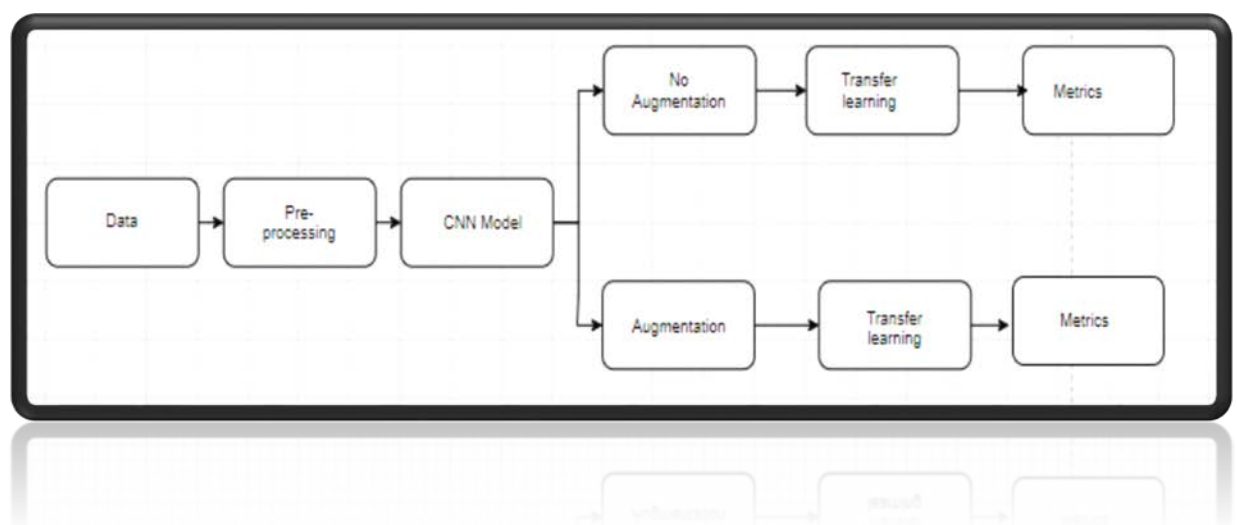 Data
Pre-
processing
CNN Model
No
Augmentation
Transfer
learning
Metrics
Augmentation
Transfer
learning
Metrics